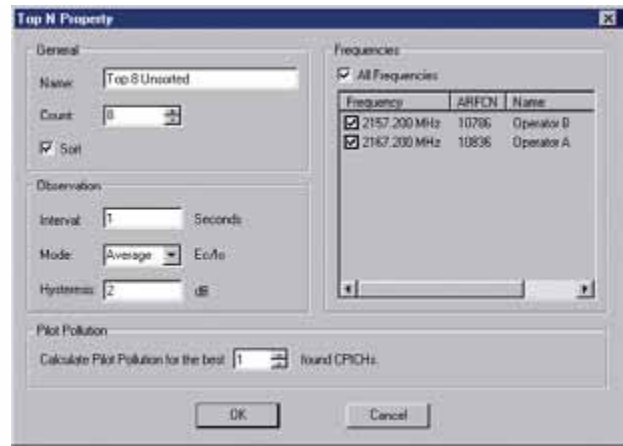 Top N Property
General
Name: Top 8 Unsorted
Count: 8
Sort
Observation
Interval: 1 Seconds
Mode: Average Ec/Io
Hysteresis: 2 dB
Frequencies
All Frequencies
Frequency ARFCN Name
2157.200 MHz 10786 Operator B
2167.200 MHz 10836 Operator A
Pilot Pollution
Calculate Pilot Pollution for the best 1 found CPICHs.
OK Cancel